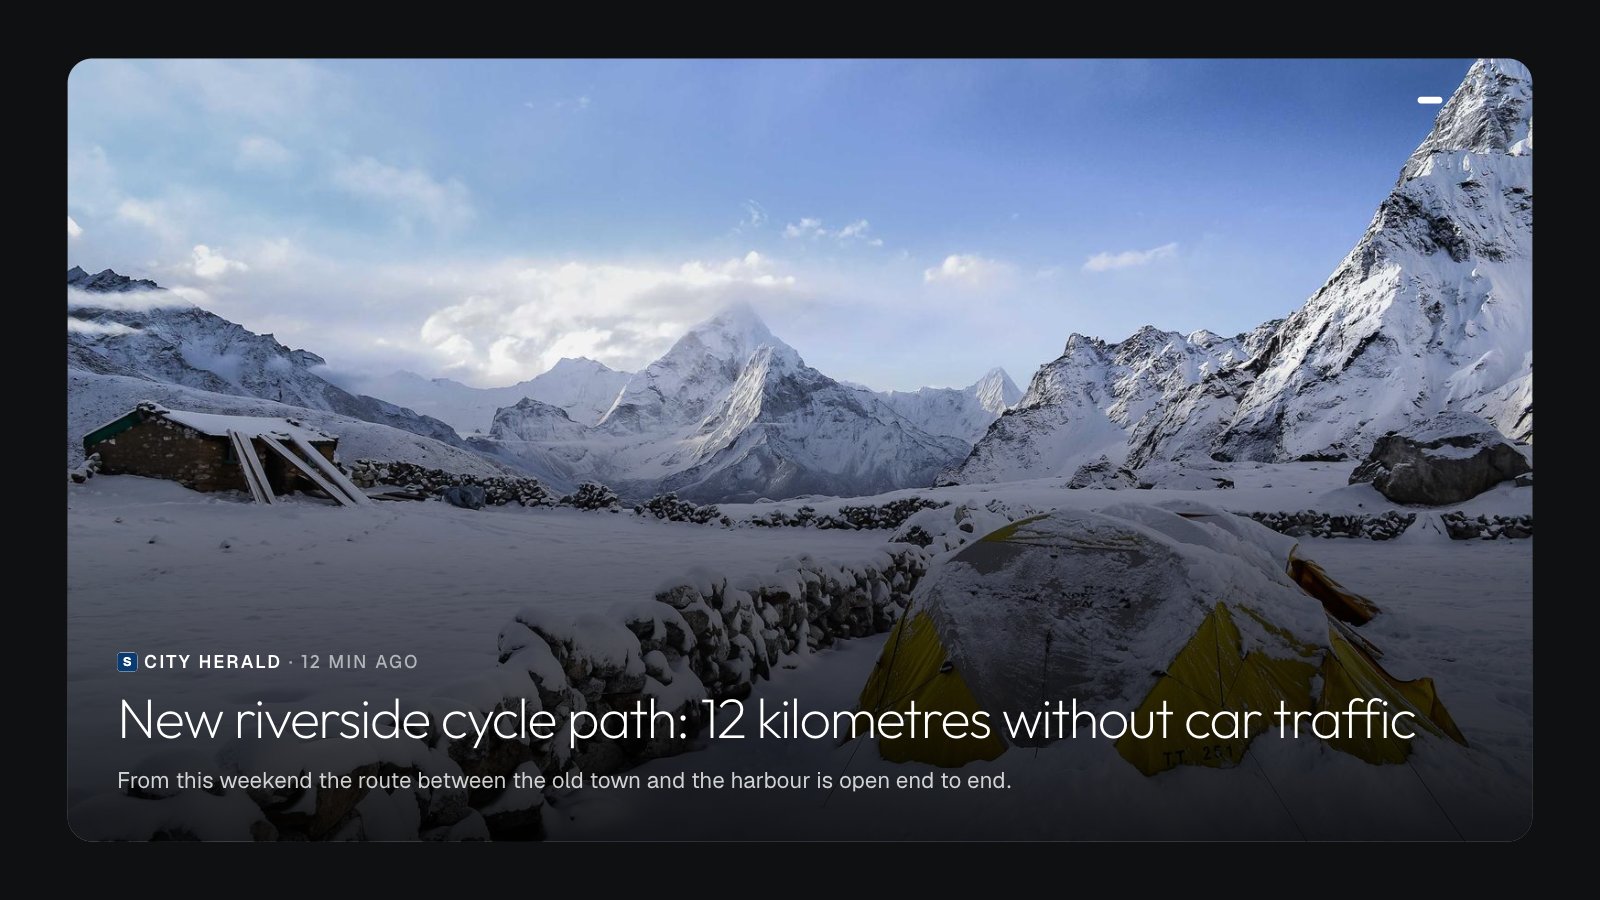 S CITY HERALD · 12 MIN AGO
New riverside cycle path: 12 kilometres without car traffic
From this weekend the route between the old town and the harbour is open end to end.